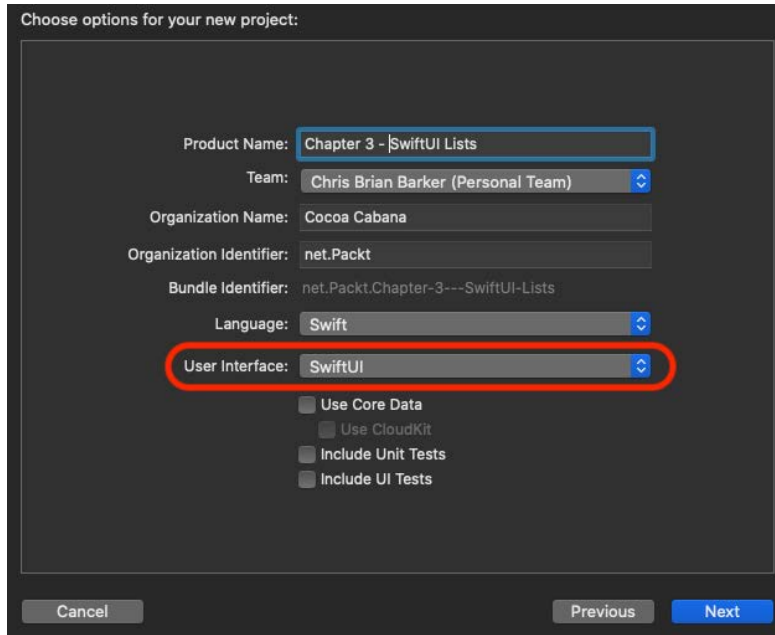 Choose options for your new project:
Product Name: Chapter 3 - SwiftUI Lists
Team: Chris Brian Barker (Personal Team)
Organization Name: Cocoa Cabana
Organization Identifier: net.Packt
Bundle Identifier: net.Packt.Chapter-3---SwiftUI-Lists
Language: Swift
User Interface: SwiftUI
Use Core Data
Use CloudKit
Include Unit Tests
Include UI Tests
Cancel Previous Next